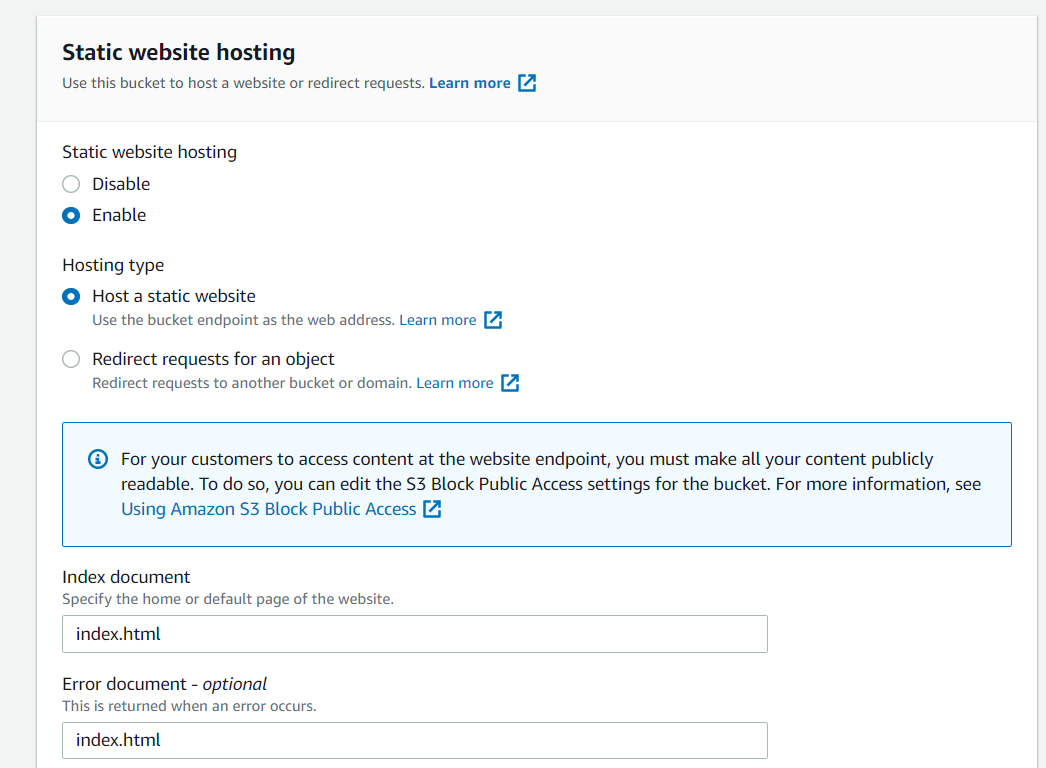 Static website hosting
Use this bucket to host a website or redirect requests. Learn more
Static website hosting
Disable
Enable
Hosting type
Host a static website
Use the bucket endpoint as the web address. Learn more
Redirect requests for an object
Redirect requests to another bucket or domain. Learn more
For your customers to access content at the website endpoint, you must make all your content publicly
readable. To do so, you can edit the S3 Block Public Access settings for the bucket. For more information, see
Using Amazon S3 Block Public Access
Index document
Specify the home or default page of the website.
index.html
Error document - optional
This is returned when an error occurs.
index.html